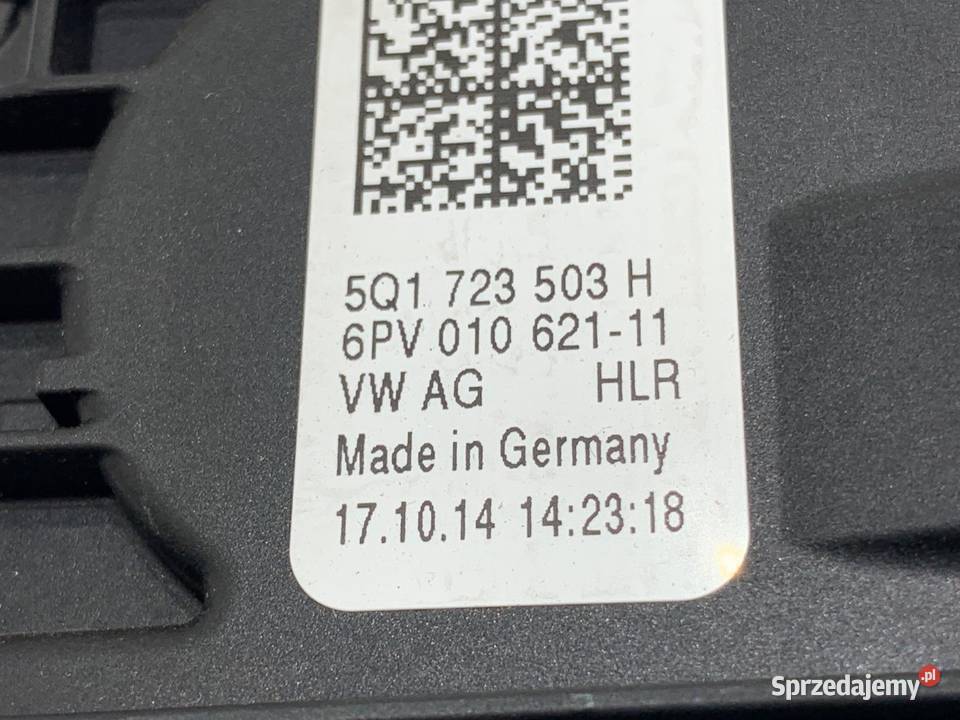 5Q1 723 503 H
6PV 010 621-11
VW AG HLR
Made in Germany
17.10.14 14:23:18
Sprzedajemy.pl